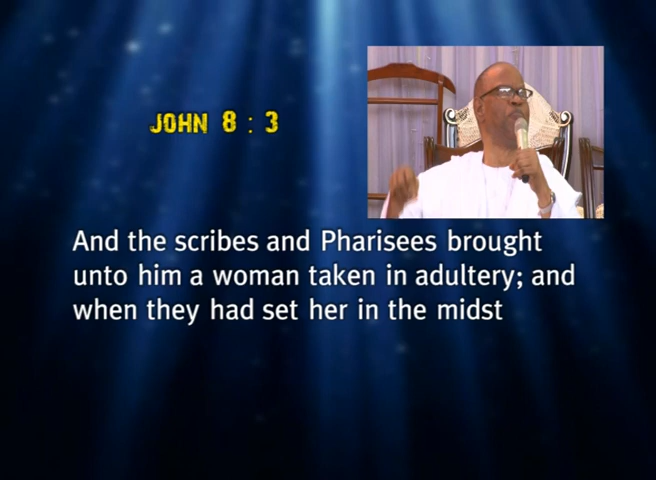 JOHN 8 : 3
And the scribes and Pharisees brought
unto him a woman taken in adultery; and
when they had set her in the midst